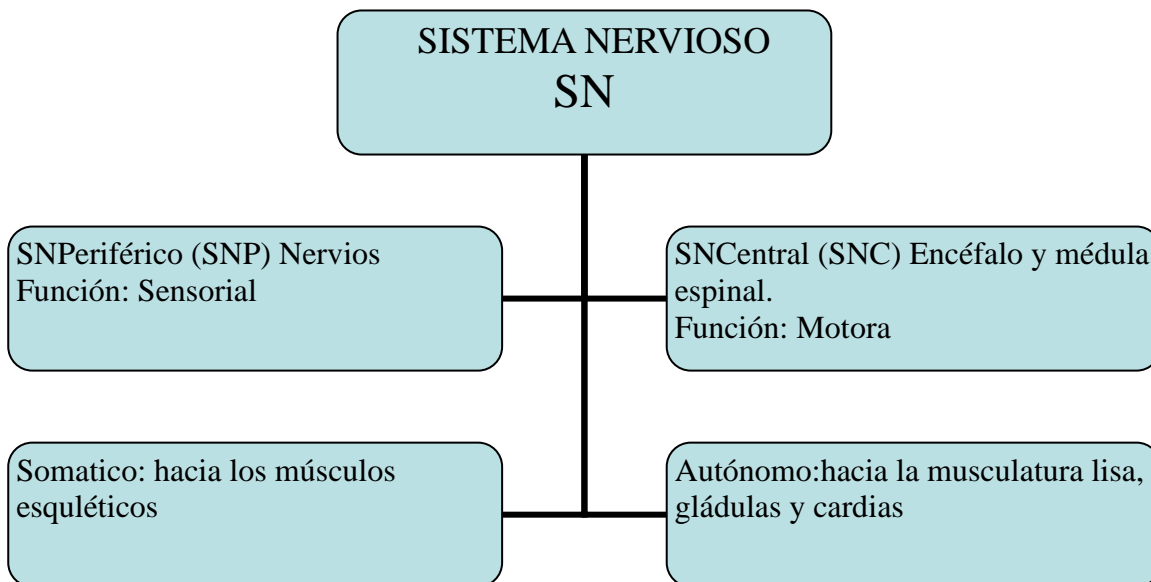 SISTEMA NERVIOSO
SN
SNPeriférico (SNP) Nervios
Función: Sensorial
SNCentral (SNC) Encéfalo y médula
espinal.
Función: Motora
Somatico: hacia los músculos
esquléticos
Autónomo:hacia la musculatura lisa,
gládulas y cardias